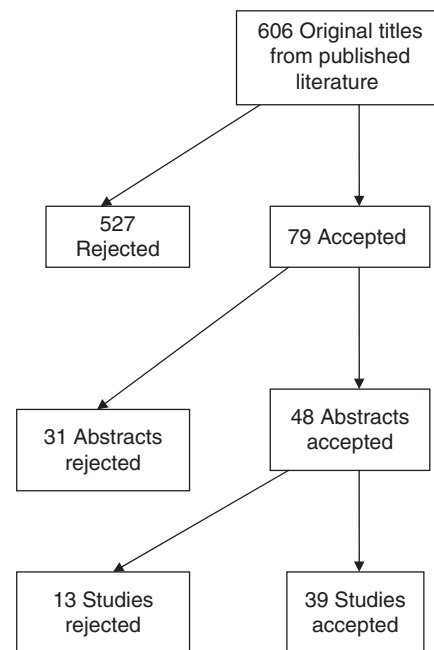 606 Original titles
from published
literature
527
Rejected
79 Accepted
31 Abstracts
rejected
48 Abstracts
accepted
13 Studies
rejected
39 Studies
accepted